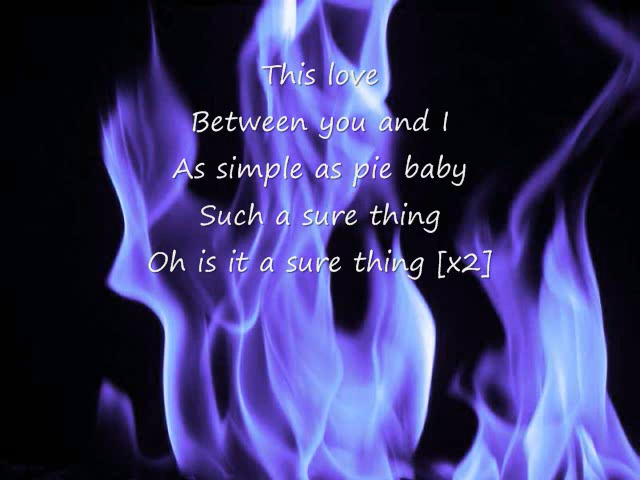 This love
Between you and I
As simple as pie baby
Such a sure thing
Oh is it a sure thing [x2]